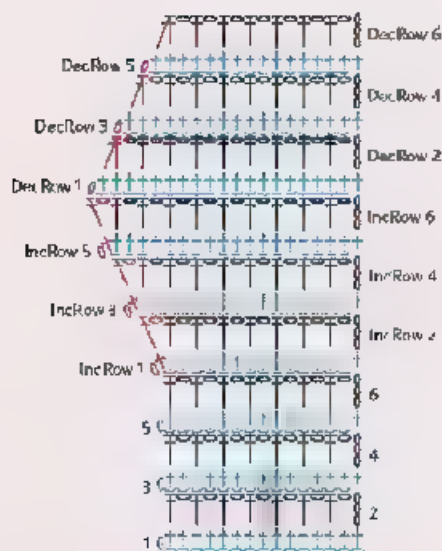 DecRow 6
DecRow 5
DecRow 4
DecRow 3
DecRow 2
DecRow 1
IncRow 6
IncRow 5
IncRow 4
IncRow 3
IncRow 2
IncRow 1
6
5
4
3
2
1